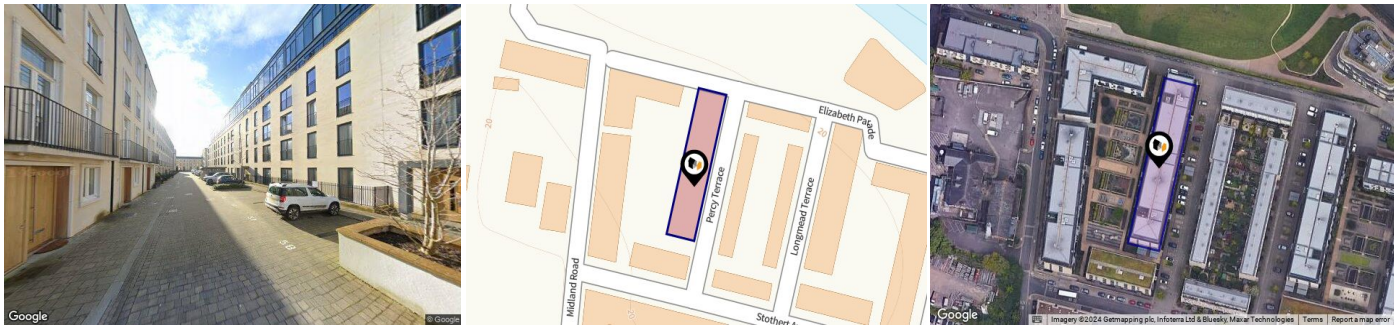 58
Google
© Google
20
Midland Road
Percy Terrace
Elizabeth Parade
20
Longmead Terrace
Stothert
Google
Imagery ©2024 Getmapping plc, Infoterra Ltd & Bluesky, Maxar Technologies
Terms
Report a map error